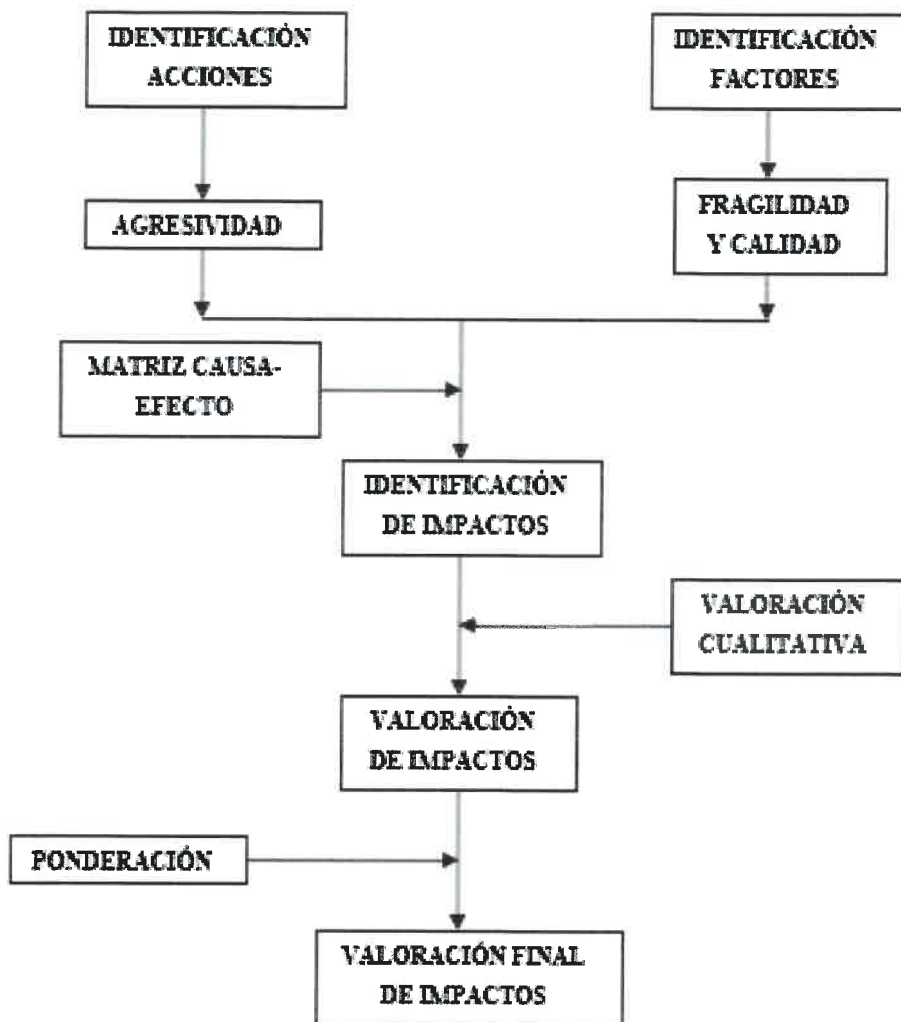 IDENTIFICACIÓN
ACCIONES
IDENTIFICACIÓN
FACTORES
AGRESIVIDAD
FRAGILIDAD
Y CALIDAD
MATRIZ CAUSA-
EFECTO
IDENTIFICACIÓN
DE IMPACTOS
VALORACIÓN
CUALITATIVA
VALORACIÓN
DE IMPACTOS
PONDERACIÓN
VALORACIÓN FINAL
DE IMPACTOS